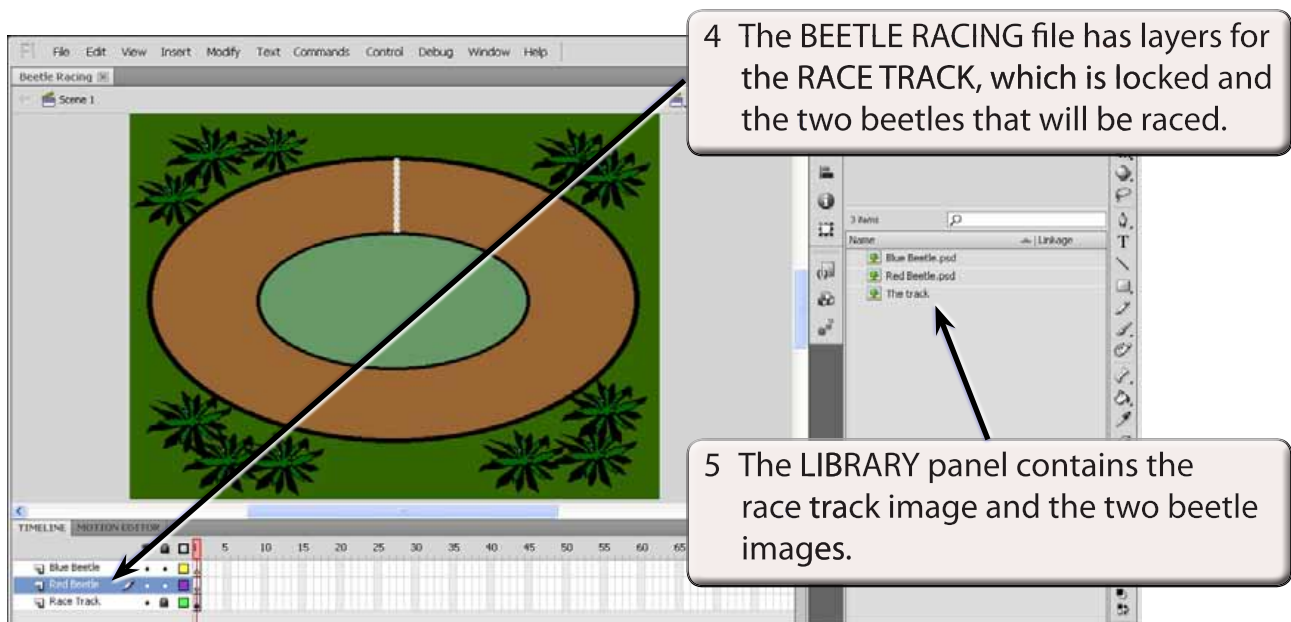 4 The BEETLE RACING file has layers for
the RACE TRACK, which is locked and
the two beetles that will be raced.
Fl File Edit View Insert Modify Text Commands Control Debug Window Help
Beetle Racing
Scene 1
3 items
Name Linkage
Blue Beetle.psd
Red Beetle.psd
The track
5 The LIBRARY panel contains the
race track image and the two beetle
images.
TIMELINE MOTION EDITOR
5 10 15 20 25 30 35 40 45 50 55 60 65
Blue Beetle
Red Beetle
Race Track